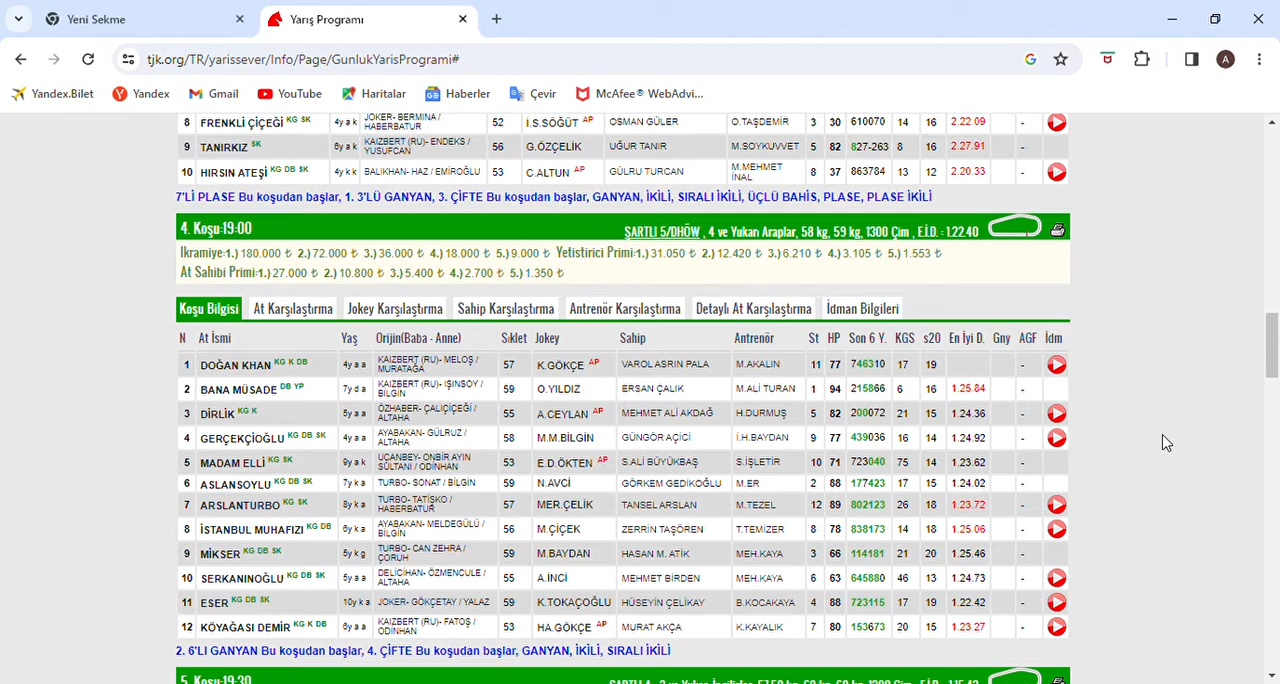 Yeni Sekme
Yarış Programı
tjk.org/TR/yarissever/Info/Page/GunlukYarisProgrami#
A
Yandex.Bilet Yandex Gmail YouTube Haritalar Haberler Çevir McAfee® WebAdvi...
8 FRENKLİ ÇİÇEĞİ KG SK 4y a k JOKER- BERMINA / HABERBATUR 52 İ.S.SÖĞÜT AP OSMAN GÜLER O.TAŞDEMİR 3 30 610070 14 16 2.22.09 -
9 TANIRKIZ SK 6y a k KAIZBERT (RU)- ENDEKS / YUSUFCAN 56 G.ÖZÇELİK UĞUR TANIR M.SOYKUVVET 5 82 827-263 8 16 2.27.91 -
10 HIRSIN ATEŞİ KG DB SK 4y k k BALIKHAN- HAZ / EMİROĞLU 53 C.ALTUN AP GÜLRU TURCAN M.MEHMET İNAL 8 37 863784 13 12 2.20.33 -
7'Lİ PLASE Bu koşudan başlar, 1. 3'LÜ GANYAN, 3. ÇİFTE Bu koşudan başlar, GANYAN, İKİLİ, SIRALI İKİLİ, ÜÇLÜ BAHİS, PLASE, PLASE İKİLİ
4. Koşu:19:00 ŞARTLI 5/DHÖW , 4 ve Yukarı Araplar, 58 kg, 59 kg, 1300 Çim , E.İ.D. : 1.22.40
İkramiye:1.) 180.000 ₺ 2.) 72.000 ₺ 3.) 36.000 ₺ 4.) 18.000 ₺ 5.) 9.000 ₺ Yetistirici Primi:1.) 31.050 ₺ 2.) 12.420 ₺ 3.) 6.210 ₺ 4.) 3.105 ₺ 5.) 1.553 ₺
At Sahibi Primi:1.) 27.000 ₺ 2.) 10.800 ₺ 3.) 5.400 ₺ 4.) 2.700 ₺ 5.) 1.350 ₺
Koşu Bilgisi At Karşılaştırma Jokey Karşılaştırma Sahip Karşılaştırma Antrenör Karşılaştırma Detaylı At Karşılaştırma İdman Bilgileri
N At İsmi Yaş Orijin(Baba - Anne) Sıklet Jokey Sahip Antrenör St HP Son 6 Y. KGS s20 En İyi D. Gny AGF İdm
1 DOĞAN KHAN KG K DB 4y a a KAIZBERT (RU)- MELOŞ / MURATAĞA 57 K.GÖKÇE AP VAROL ASRIN PALA M.AKALIN 11 77 746310 17 19 -
2 BANA MÜSADE DB YP 7y d a KAIZBERT (RU)- IŞINSOY / BİLGİN 59 O.YILDIZ ERSAN ÇALIK M.ALİ TURAN 1 94 215866 6 16 1.25.84 -
3 DİRLİK KG K 5y a a ÖZHABER- ÇALIÇİÇEĞİ / ALTAHA 55 A.CEYLAN AP MEHMET ALİ AKDAĞ H.DURMUŞ 5 82 200072 21 15 1.24.36 -
4 GERÇEKÇİOĞLU KG DB SK 4y a a AYABAKAN- GÜLRUZ / ALTAHA 58 M.M.BİLGİN GÜNGÖR AÇICI İ.H.BAYDAN 9 77 439036 16 14 1.24.92 -
5 MADAM ELLİ KG SK 9y a k UÇANBEY- ONBİR AYIN SULTANI / ODINHAN 53 E.D.ÖKTEN AP S.ALİ BÜYÜKBAŞ S.İŞLETİR 10 71 723040 75 14 1.23.62 -
6 ASLANSOYLU KG DB SK 7y k a TURBO- SONAT / BİLGİN 59 N.AVCİ GÖRKEM GEDİKOĞLU M.ER 2 88 177423 17 15 1.24.02 -
7 ARSLANTURBO KG SK 8y k a TURBO- TATİŞKO / HABERBATUR 57 MER.ÇELİK TANSEL ARSLAN M.TEZEL 12 89 802123 26 18 1.23.72 -
8 İSTANBUL MUHAFIZI KG DB 6y k a AYABAKAN- MELDEGÜLÜ / BİLGİN 56 M.ÇİÇEK ZERRİN TAŞÖREN T.TEMİZER 8 78 838173 14 18 1.25.06 -
9 MİKSER KG DB SK 5y k g TURBO- CAN ZEHRA / ÇORUH 59 M.BAYDAN HASAN M. ATİK MEH.KAYA 3 66 114181 21 20 1.25.46 -
10 SERKANINOĞLU KG DB SK 5y a a DELİCİHAN- ÖZMENCULE / ALTAHA 55 A.İNCİ MEHMET BİRDEN MEH.KAYA 6 63 645880 46 13 1.24.73 -
11 ESER KG DB SK 10y k a JOKER- GÖKÇETAY / YALAZ 59 K.TOKAÇOĞLU HÜSEYİN ÇELİKAY B.KOCAKAYA 4 88 723115 17 19 1.22.42 -
12 KÖYAĞASI DEMİR KG K DB 6y a a KAIZBERT (RU)- FATOŞ / ODINHAN 53 HA.GÖKÇE AP MURAT AKÇA K.KAYALIK 7 80 153673 20 15 1.23.27 -
2. 6'LI GANYAN Bu koşudan başlar, 4. ÇİFTE Bu koşudan başlar, GANYAN, İKİLİ, SIRALI İKİLİ
5. Koşu:19:30